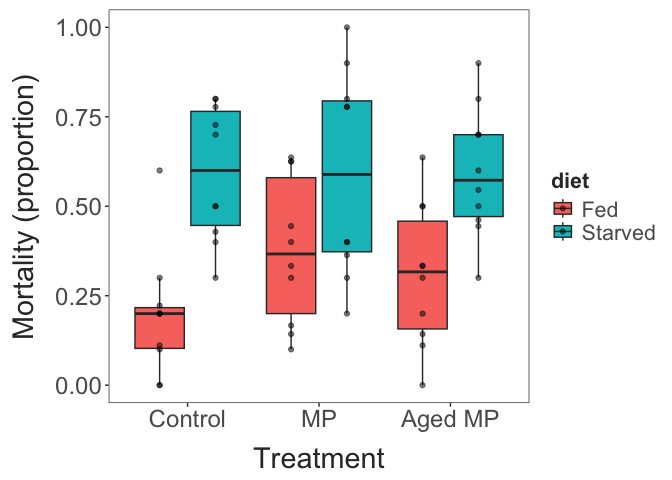 Mortality (proportion)
1.00
0.75
0.50
0.25
0.00
Control MP Aged MP
Treatment
diet
Fed
Starved